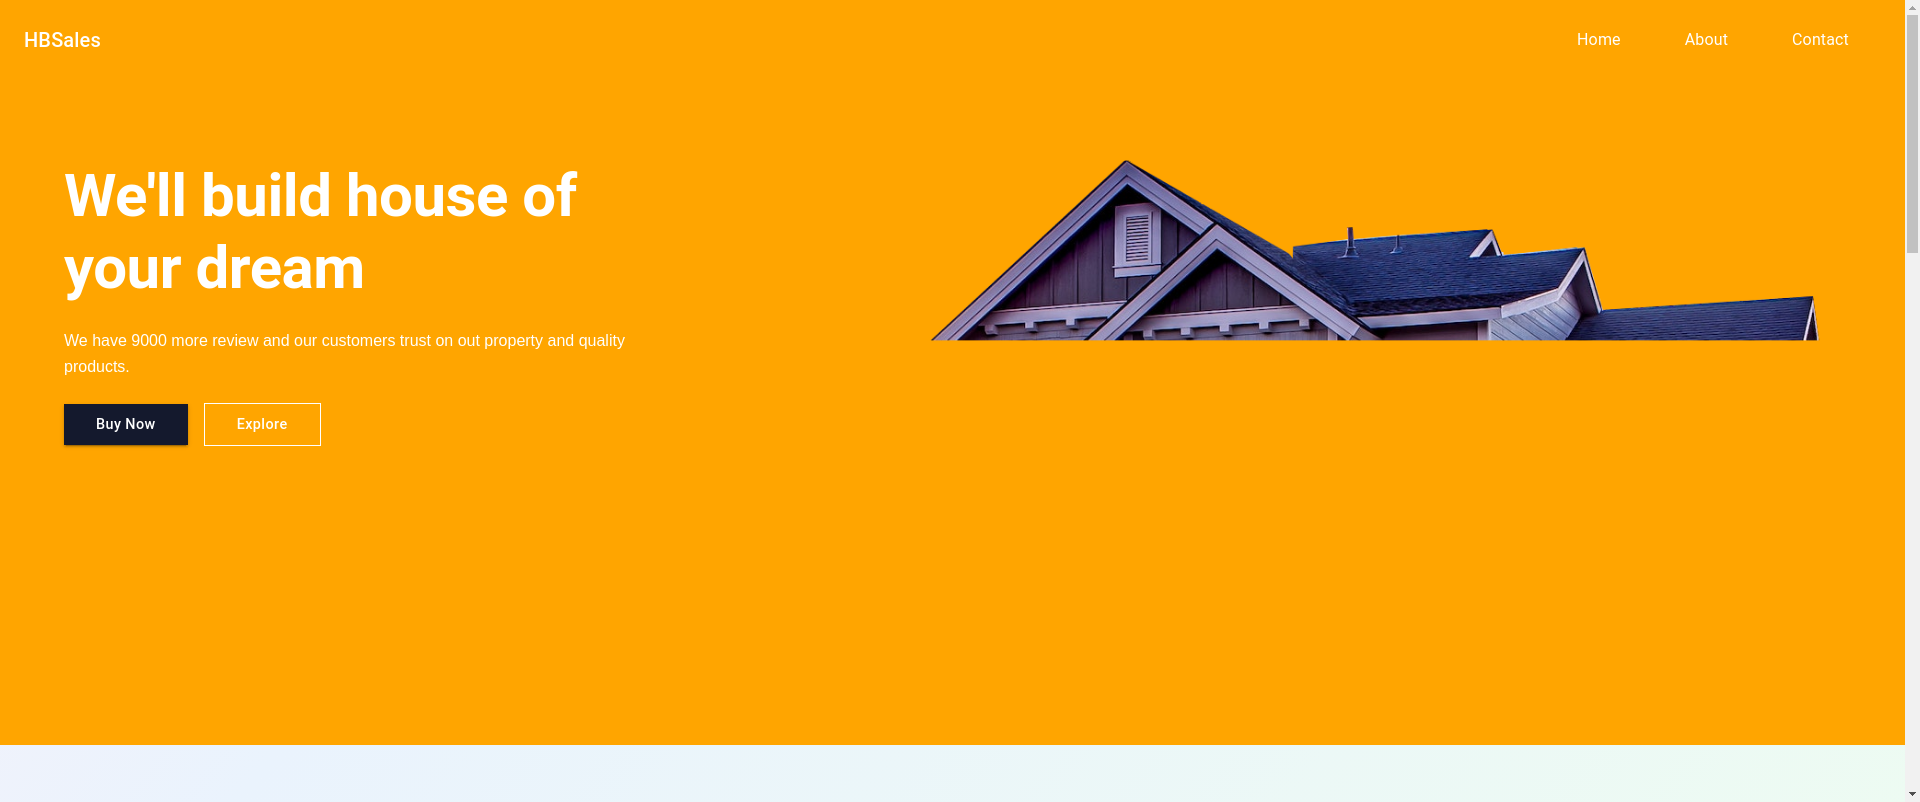 HBSales
Home
About
Contact
We'll build house of
your dream
We have 9000 more review and our customers trust on out property and quality
products.
Buy Now
Explore